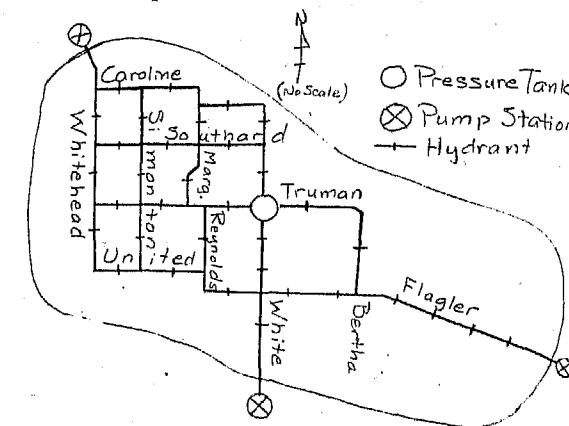 N
(No Scale)
Pressure Tank
Pump Station
Hydrant
Caroline
Southard
Whitehead
Simonton
Marg.
Truman
United
Reynolds
White
Bertha
Flagler